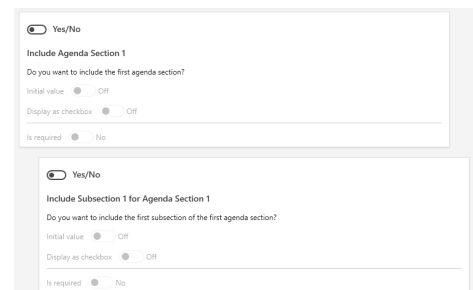 Yes/No
Include Agenda Section 1
Do you want to include the first agenda section?
Initial value Off
Display as checkbox Off
Is required No
Yes/No
Include Subsection 1 for Agenda Section 1
Do you want to include the first subsection of the first agenda section?
Initial value Off
Display as checkbox Off
Is required No